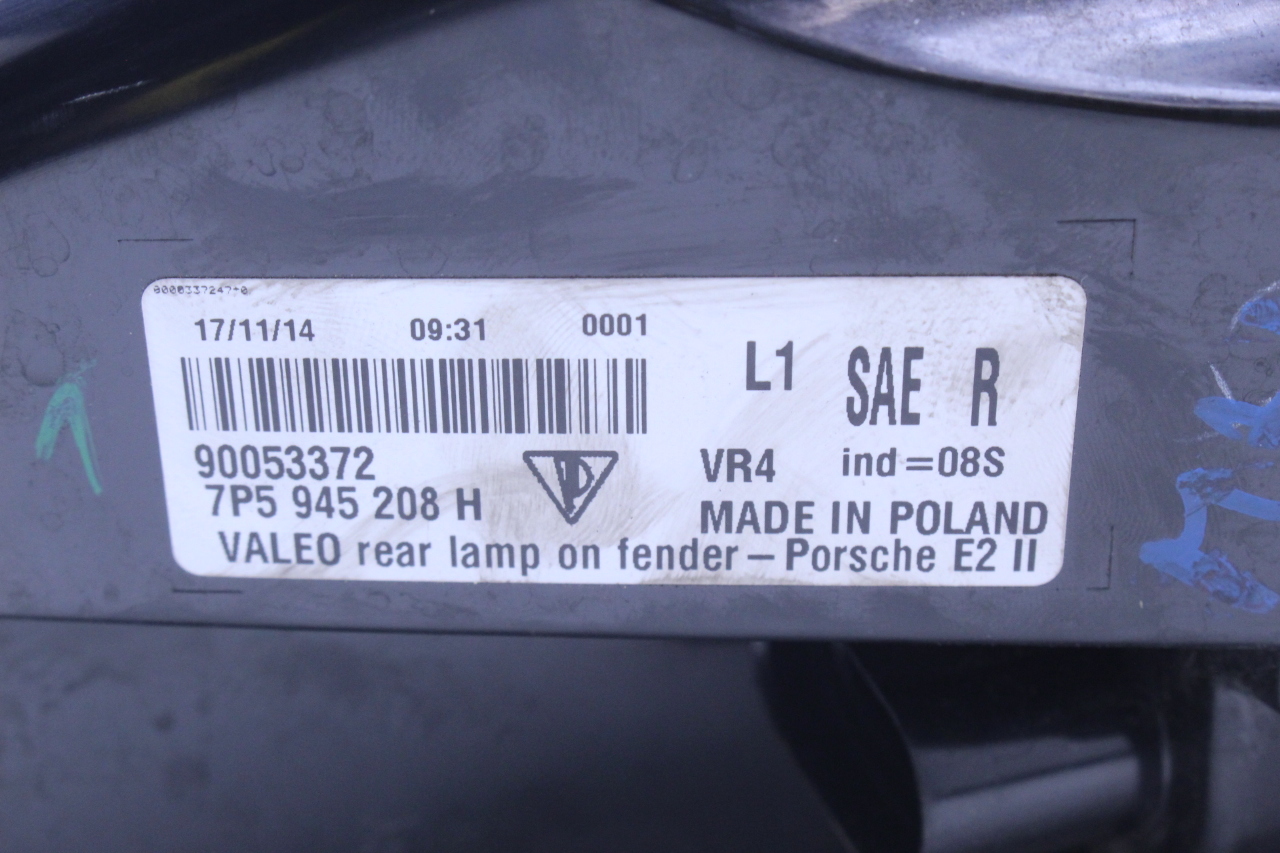 0000337247*0
17/11/14 09:31 0001
L1 SAE R
90053372
VR4 ind=08S
7P5 945 208 H
MADE IN POLAND
VALEO rear lamp on fender – Porsche E2 II